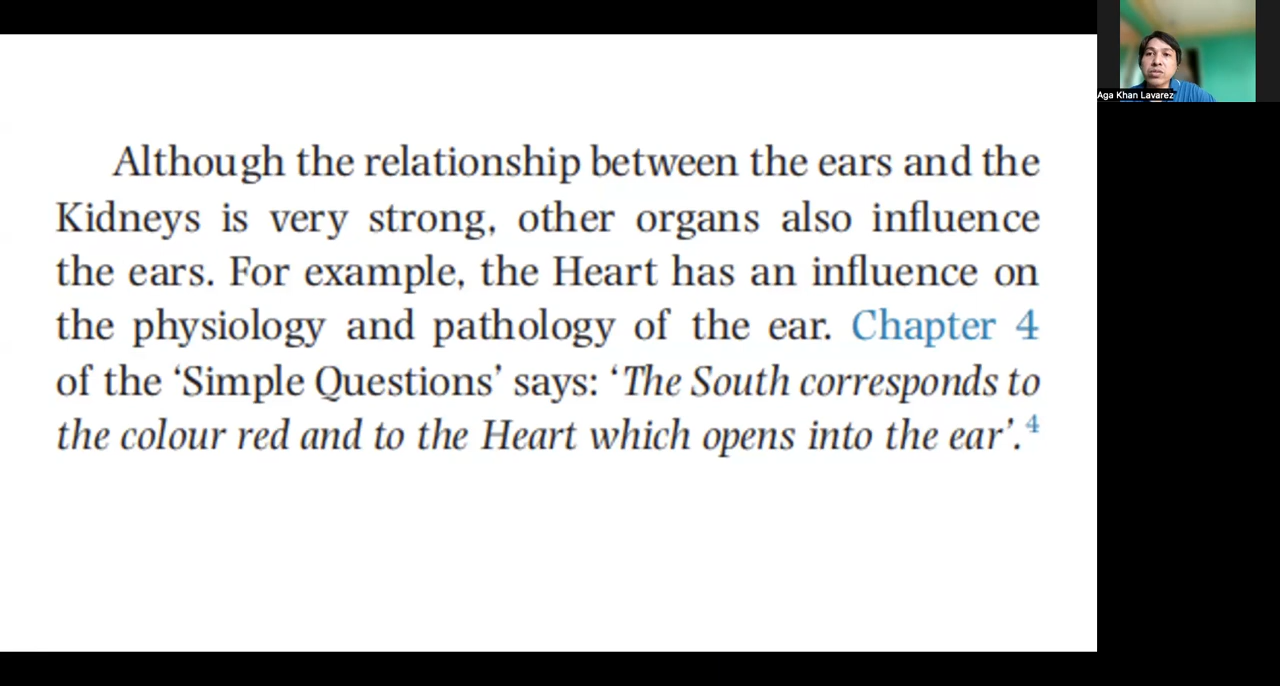 Although the relationship between the ears and the
Kidneys is very strong, other organs also influence
the ears. For example, the Heart has an influence on
the physiology and pathology of the ear. Chapter 4
of the ‘Simple Questions’ says: ‘The South corresponds to
the colour red and to the Heart which opens into the ear’.4
Aga Khan Lavarez